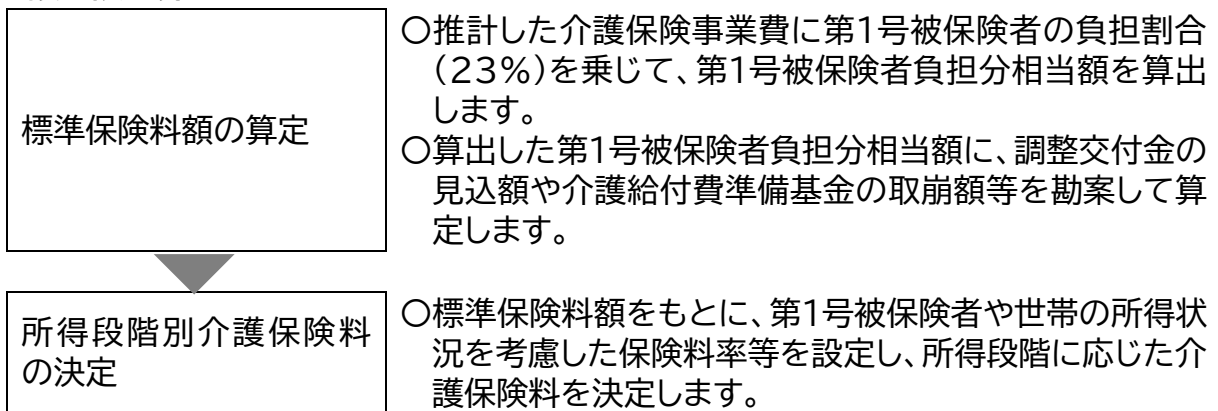 標準保険料額の算定
〇推計した介護保険事業費に第1号被保険者の負担割合
(23%)を乗じて、第1号被保険者負担分相当額を算出
します。
〇算出した第1号被保険者負担分相当額に、調整交付金の
見込額や介護給付費準備基金の取崩額等を勘案して算
定します。
所得段階別介護保険料
の決定
〇標準保険料額をもとに、第1号被保険者や世帯の所得状
況を考慮した保険料率等を設定し、所得段階に応じた介
護保険料を決定します。